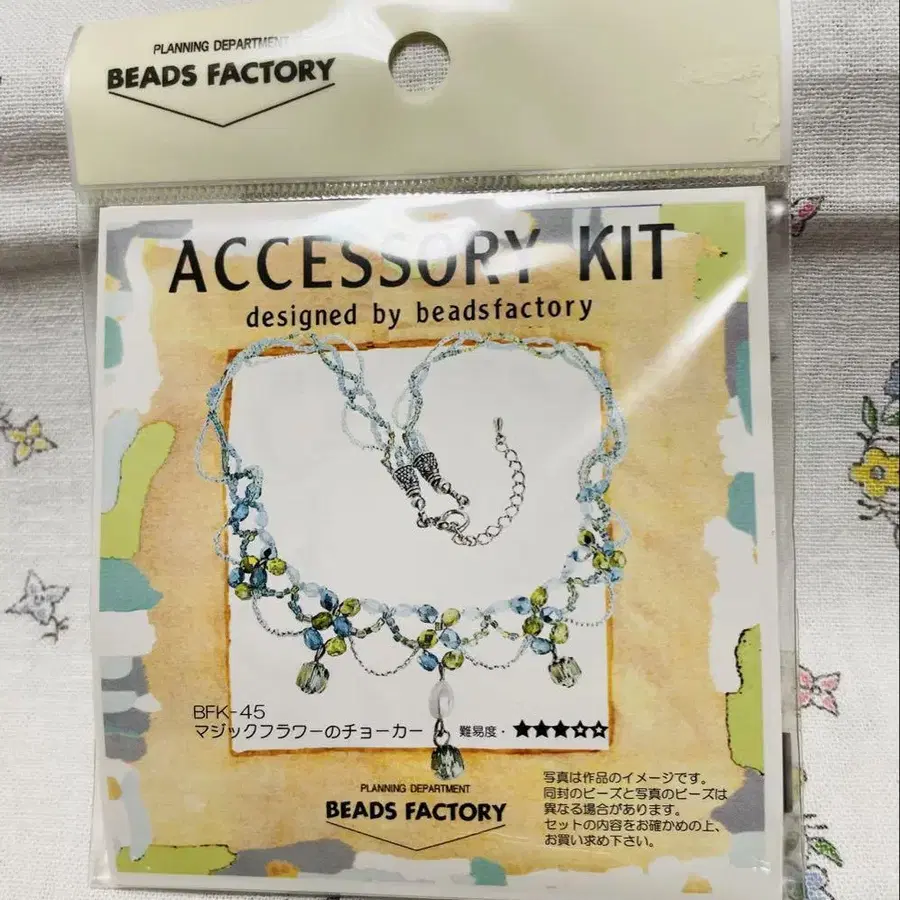 PLANNING DEPARTMENT
BEADS FACTORY
ACCESSORY KIT
designed by beadsfactory
BFK-45
マジックフラワーのチョーカー 難易度・★★★☆☆
PLANNING DEPARTMENT
BEADS FACTORY
写真は作品のイメージです。
同封のビーズと写真のビーズは
異なる場合があります。
セットの内容をお確かめの上、
お買い求め下さい。